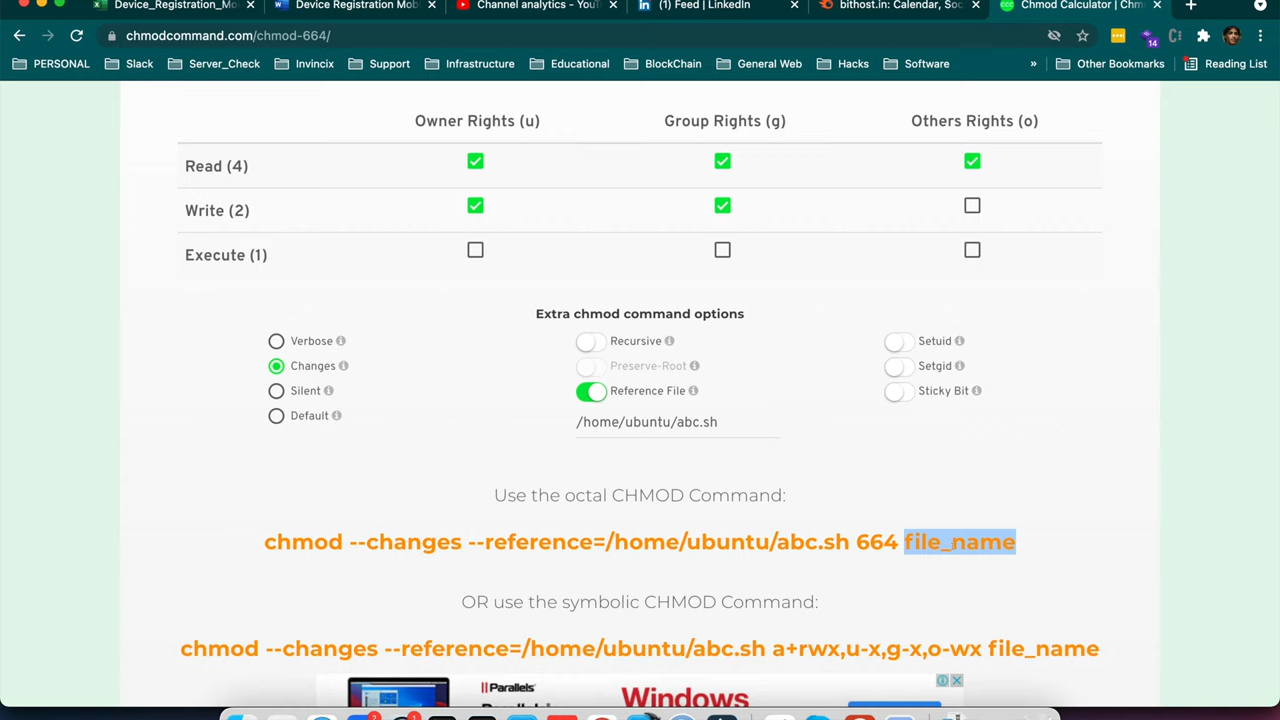 Device_Registration_Mo
Device Registration Mobi
Channel analytics - YouT
(1) Feed | LinkedIn
bithost.in: Calendar, Soc
Chmod Calculator | Chm
chmodcommand.com/chmod-664/
14
PERSONAL
Slack
Server_Check
Invincix
Support
Infrastructure
Educational
BlockChain
General Web
Hacks
Software
»
Other Bookmarks
Reading List
Owner Rights (u)
Group Rights (g)
Others Rights (o)
Read (4)
Write (2)
Execute (1)
Extra chmod command options
Verbose
Recursive
Setuid
Changes
Preserve-Root
Setgid
Silent
Reference File
Sticky Bit
Default
/home/ubuntu/abc.sh
Use the octal CHMOD Command:
chmod --changes --reference=/home/ubuntu/abc.sh 664 file_name
OR use the symbolic CHMOD Command:
chmod --changes --reference=/home/ubuntu/abc.sh a+rwx,u-x,g-x,o-wx file_name
Parallels
Windows